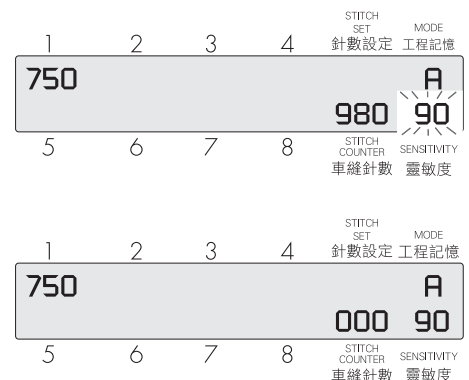 STITCH
SET MODE
1 2 3 4 針數設定 工程記憶
750 A
980 90
5 6 7 8 STITCH
COUNTER SENSITIVITY
車縫針數 靈敏度
STITCH
SET MODE
1 2 3 4 針數設定 工程記憶
750 A
000 90
5 6 7 8 STITCH
COUNTER SENSITIVITY
車縫針數 靈敏度